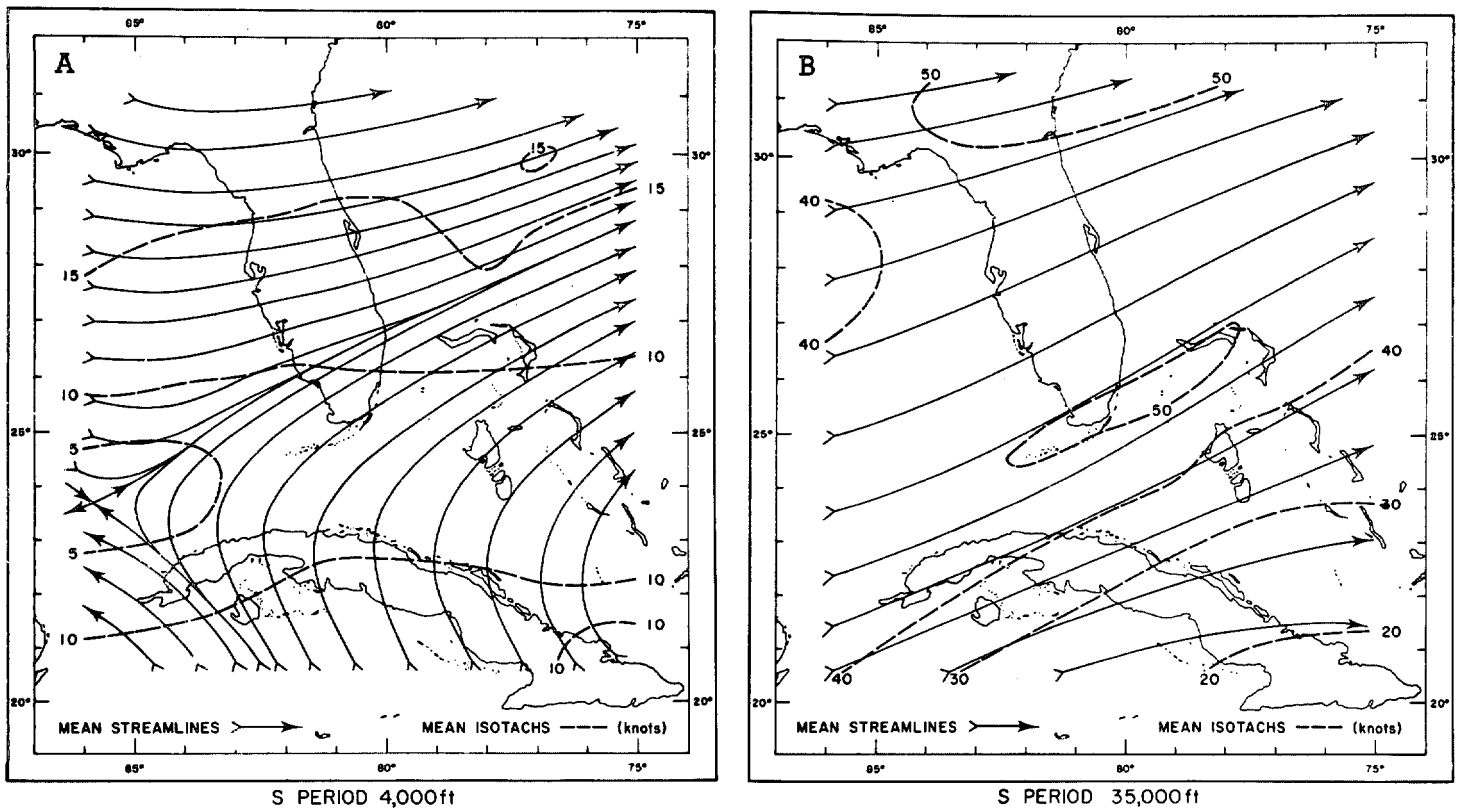 85° 80° 75°
A
15
30° 30°
15
15
10 10
5
25° 25°
5
10
10
10
20° 20°
MEAN STREAMLINES MEAN ISOTACHS (knots)
85° 80° 75°
S PERIOD 4,000ft
85° 80° 75°
B
50 50
30° 30°
40
40 40
50
25° 25°
30
20
40 30 20
20° 20°
MEAN STREAMLINES MEAN ISOTACHS (knots)
85° 80° 75°
S PERIOD 35,000ft